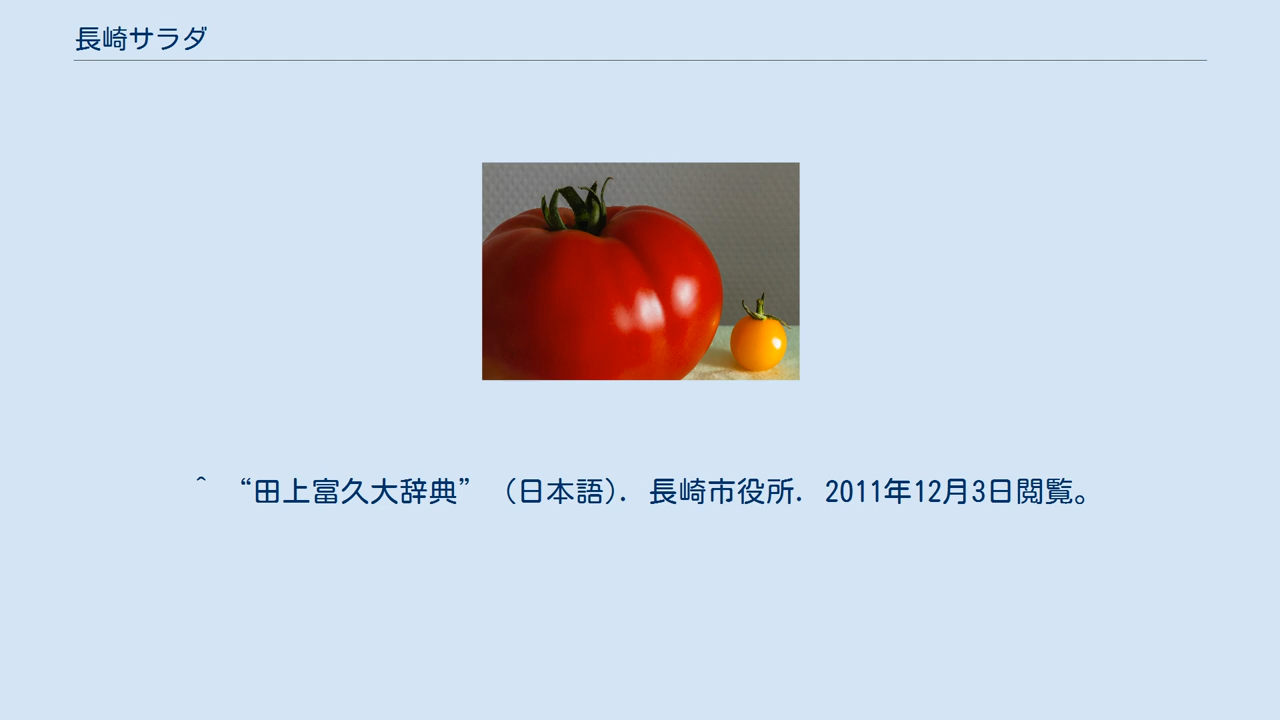 長崎サラダ
^ “田上富久大辞典” (日本語). 長崎市役所. 2011年12月3日閲覧。